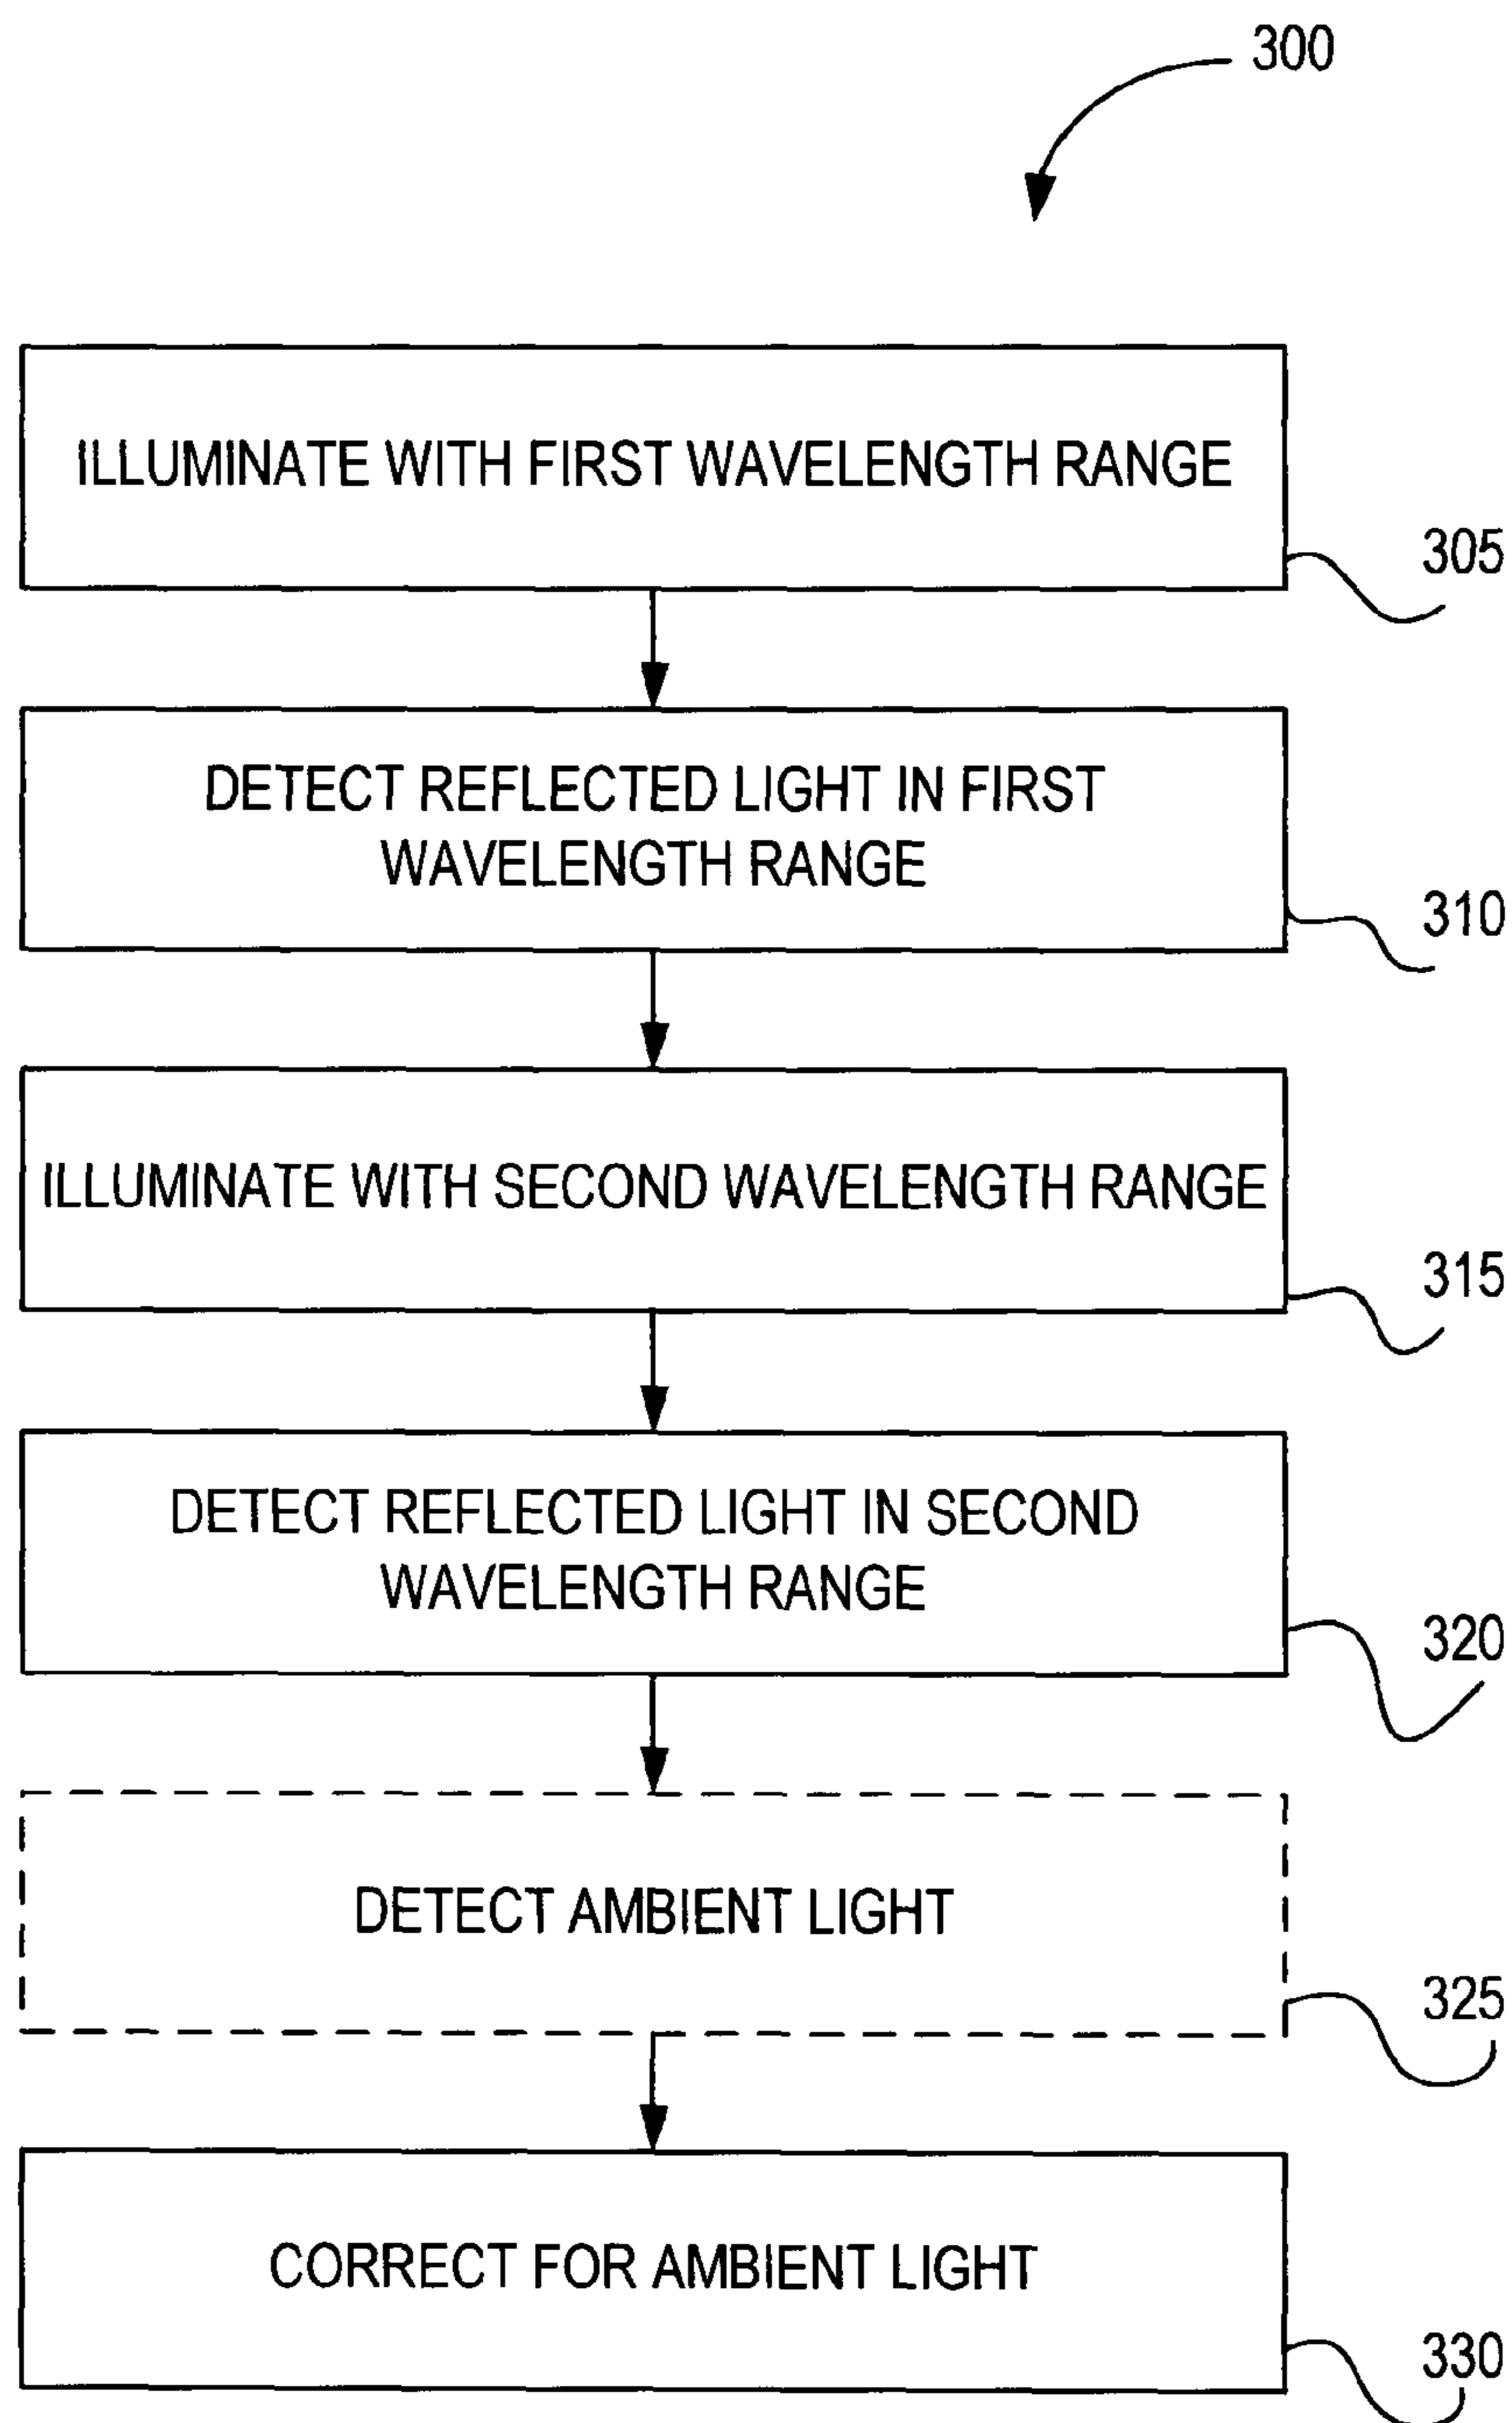 300
ILLUMINATE WITH FIRST WAVELENGTH RANGE
305
DETECT REFLECTED LIGHT IN FIRST
WAVELENGTH RANGE
310
ILLUMINATE WITH SECOND WAVELENGTH RANGE
315
DETECT REFLECTED LIGHT IN SECOND
WAVELENGTH RANGE
320
DETECT AMBIENT LIGHT
325
CORRECT FOR AMBIENT LIGHT
330